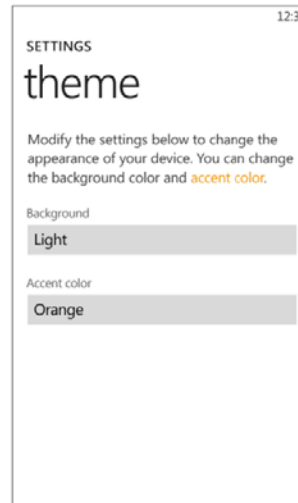 12:3
SETTINGS
theme
Modify the settings below to change the
appearance of your device. You can change
the background color and accent color.
Background
Light
Accent color
Orange